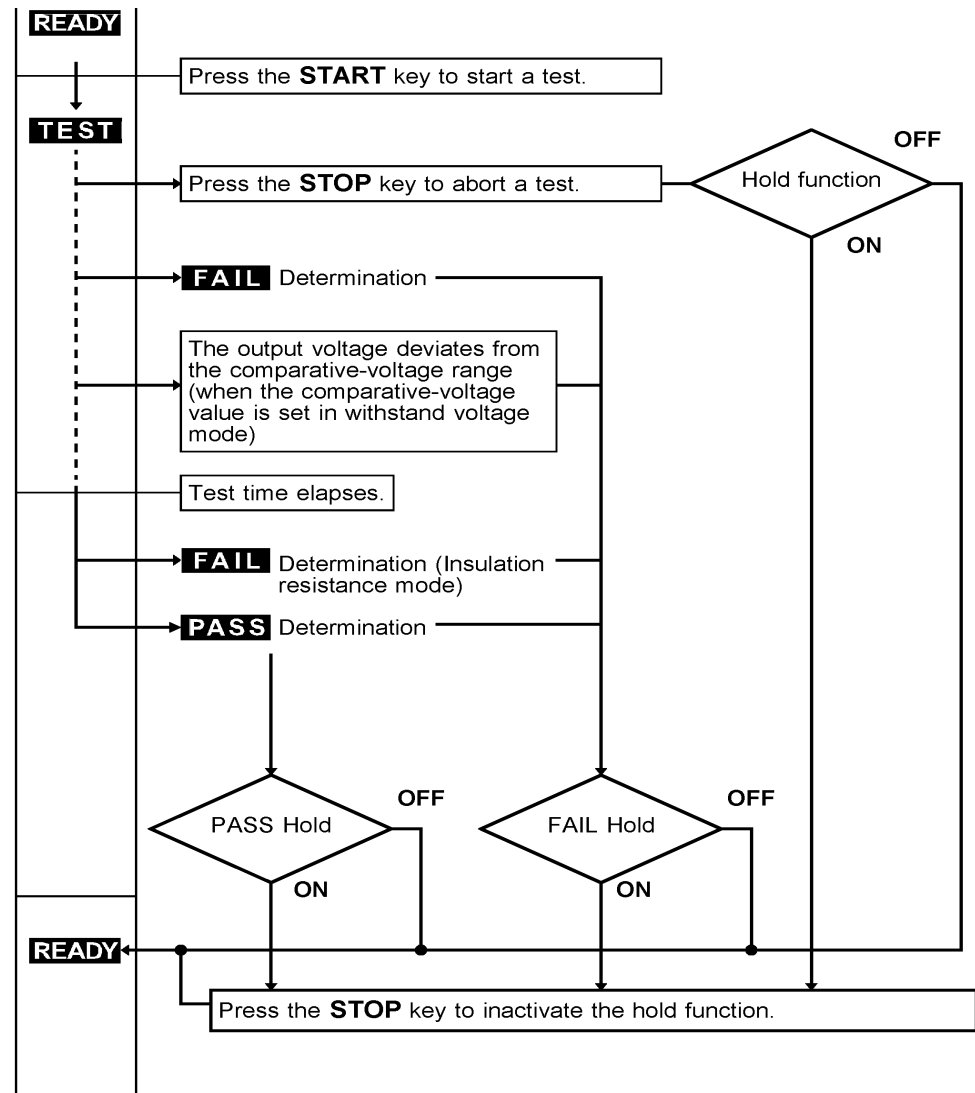 READY
Press the START key to start a test.
TEST
OFF
Press the STOP key to abort a test.
Hold function
ON
FAIL Determination
The output voltage deviates from
the comparative-voltage range
(when the comparative-voltage
value is set in withstand voltage
mode)
Test time elapses.
FAIL Determination (Insulation
resistance mode)
PASS Determination
OFF
OFF
PASS Hold
FAIL Hold
ON
ON
READY
Press the STOP key to inactivate the hold function.